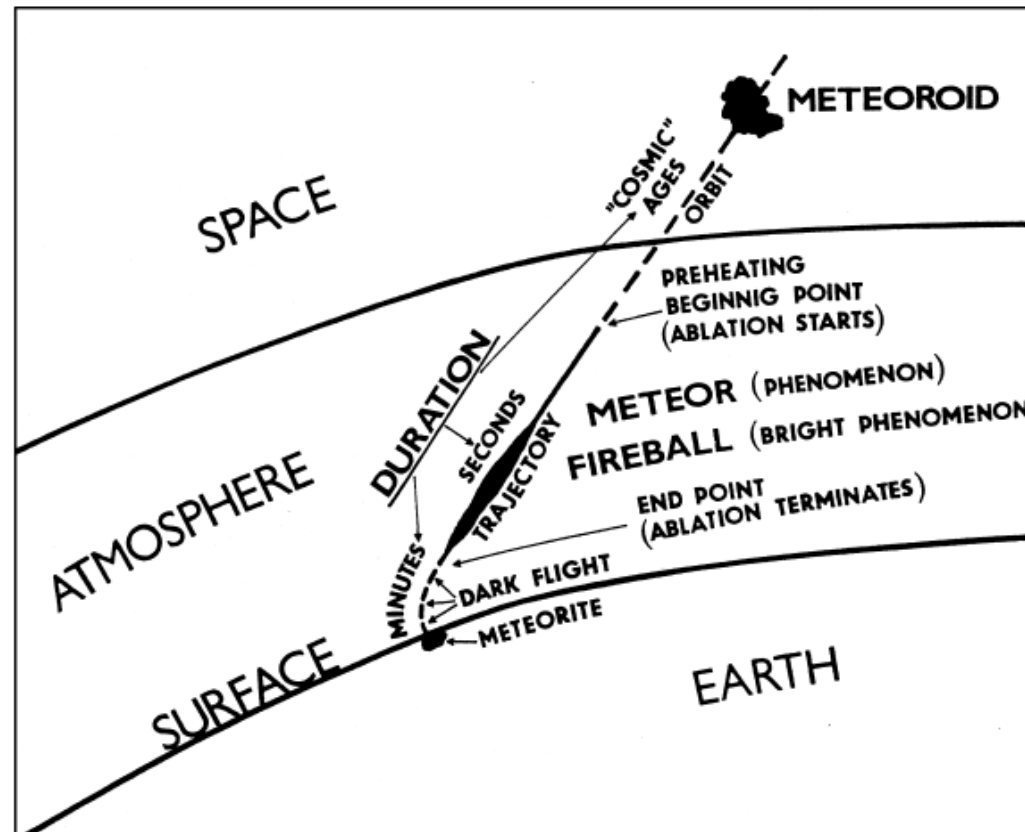 METEOROID
"COSMIC"
AGES
ORBIT
SPACE
PREHEATING
BEGINNIG POINT
(ABLATION STARTS)
DURATION
SECONDS
TRAJECTORY
METEOR (PHENOMENON)
FIREBALL (BRIGHT PHENOMENON
ATMOSPHERE
END POINT
(ABLATION TERMINATES)
MINUTES
DARK FLIGHT
METEORITE
SURFACE
EARTH